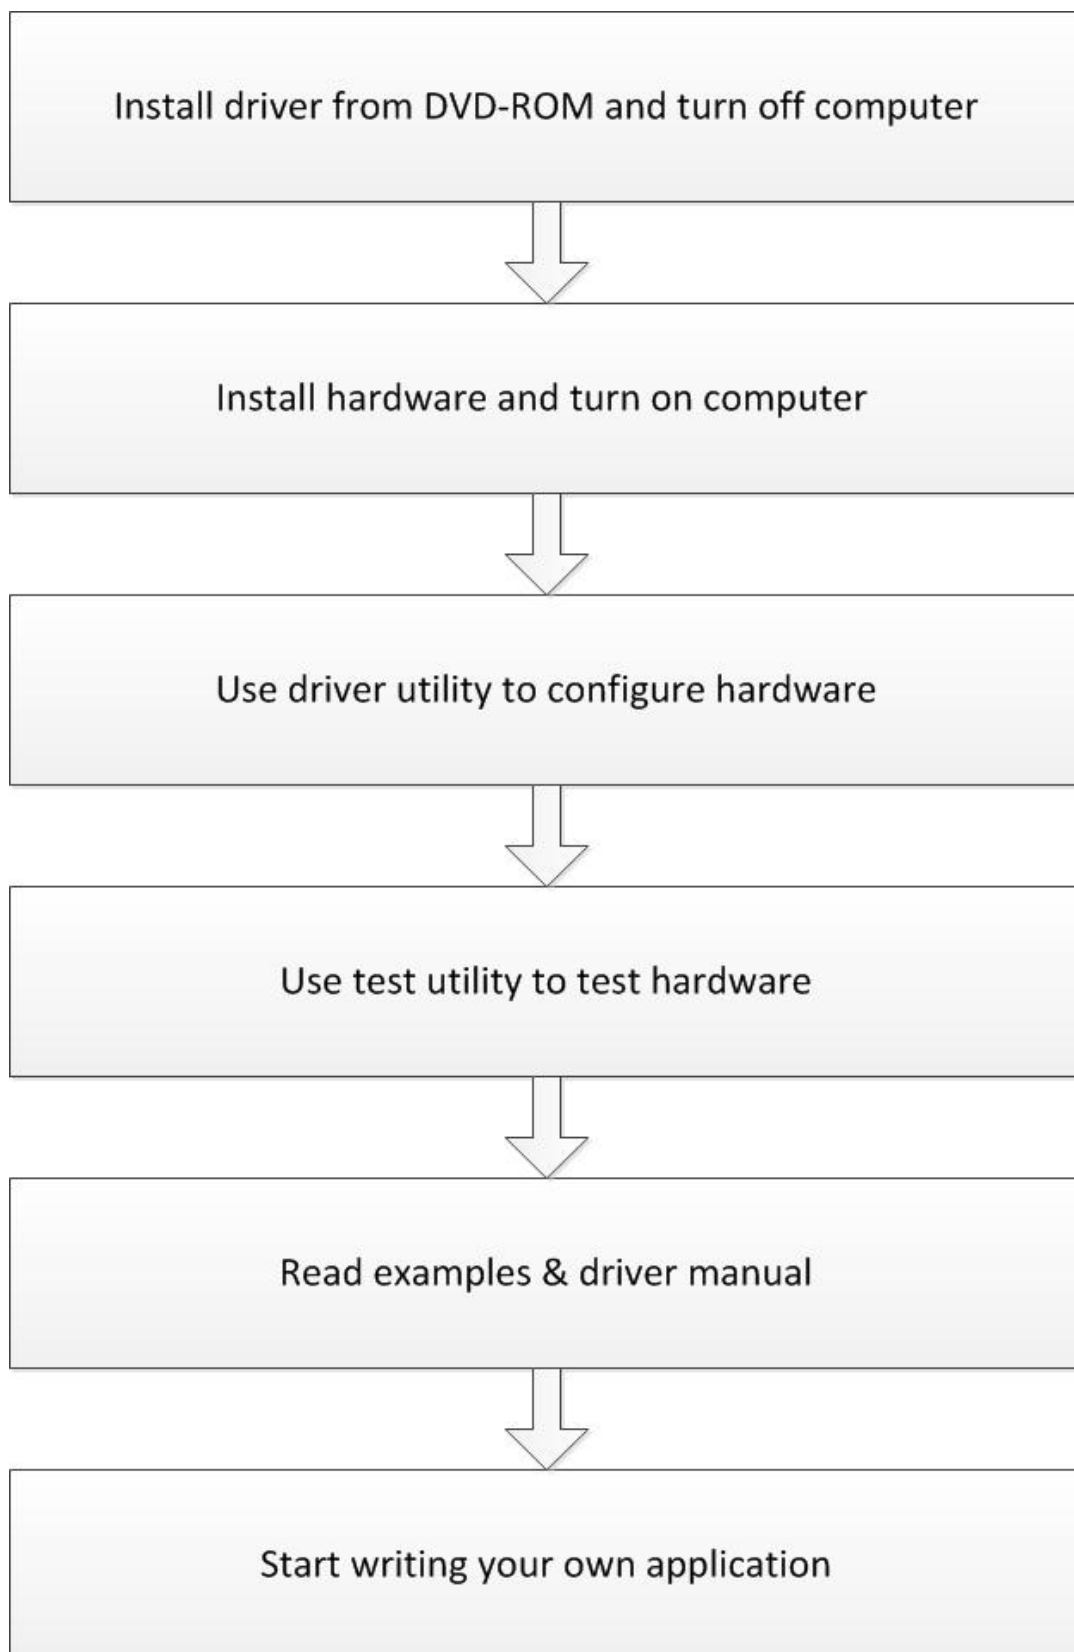 Install driver from DVD-ROM and turn off computer
Install hardware and turn on computer
Use driver utility to configure hardware
Use test utility to test hardware
Read examples & driver manual
Start writing your own application